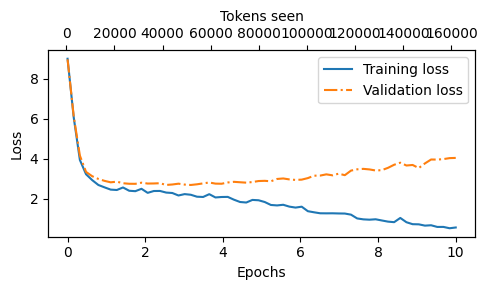 Tokens seen
0 20000 40000 60000 80000 100000 120000 140000 160000
Training loss
Validation loss
8
6
4
2
Loss
0 2 4 6 8 10
Epochs